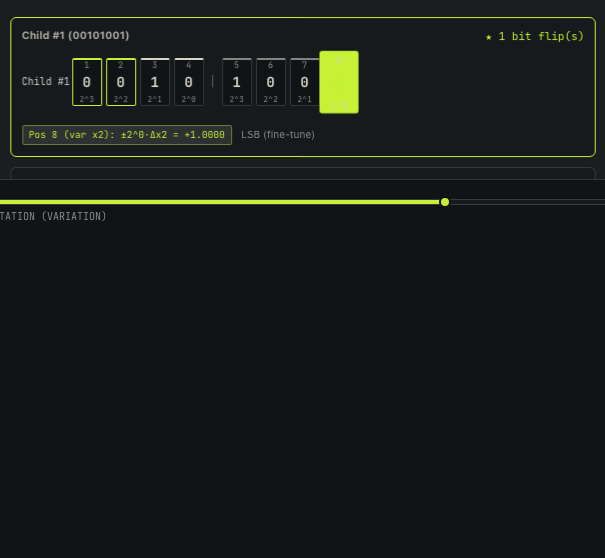 Child #1 (00101001)
★ 1 bit flip(s)
1 2 3 4 5 6 7
Child #1 0 0 1 0 | 1 0 0
2^3 2^2 2^1 2^0 2^3 2^2 2^1
Pos 8 (var x2): ±2^0·Δx2 = +1.0000 LSB (fine-tune)
TATION (VARIATION)